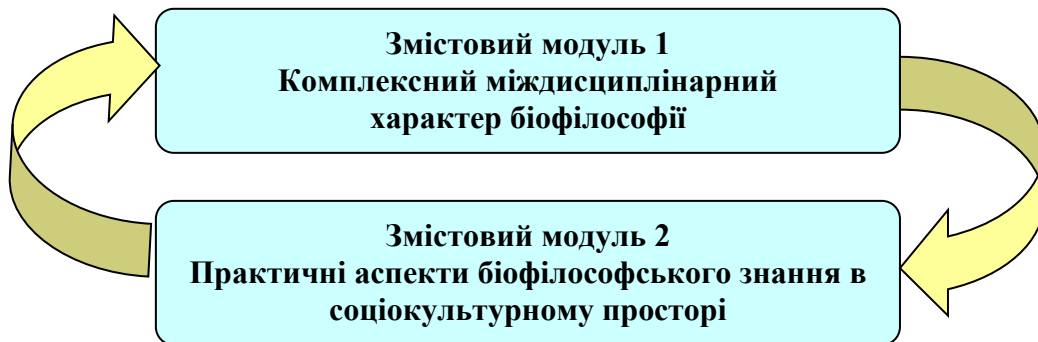 Змістовий модуль 1
Комплексний міждисциплінарний
характер біофілософії
Змістовий модуль 2
Практичні аспекти біофілософського знання в
соціокультурному просторі